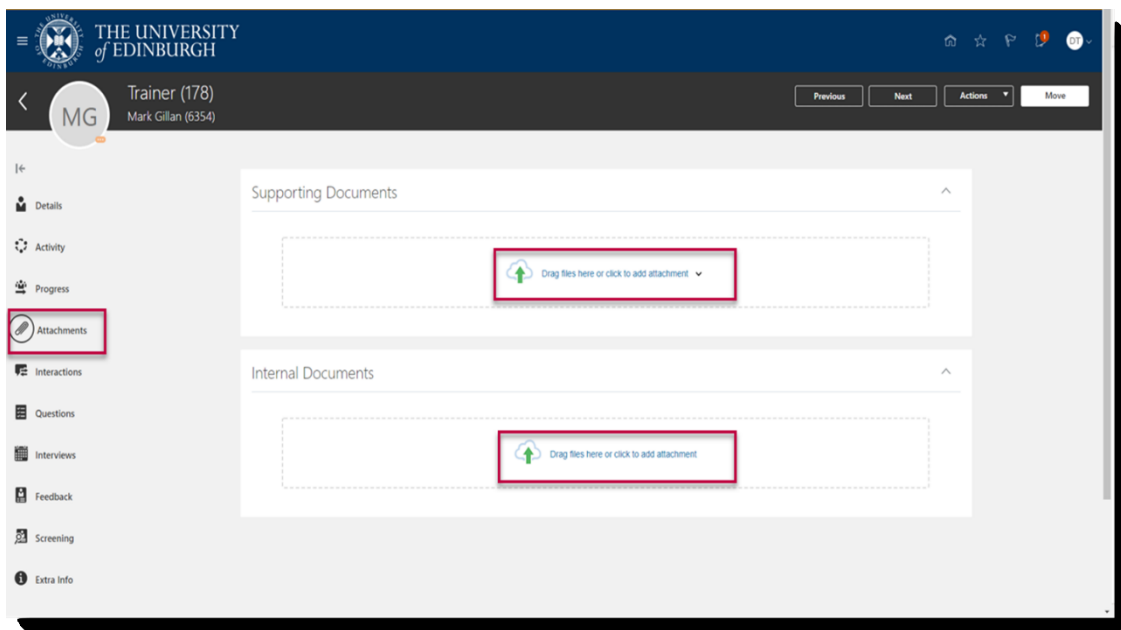 THE UNIVERSITY
of EDINBURGH
1
DT
MG
Trainer (178)
Mark Gillan (6354)
Previous
Next
Actions
Move
Details
Activity
Progress
Attachments
Interactions
Questions
Interviews
Feedback
Screening
Extra Info
Supporting Documents
Drag files here or click to add attachment
Internal Documents
Drag files here or click to add attachment